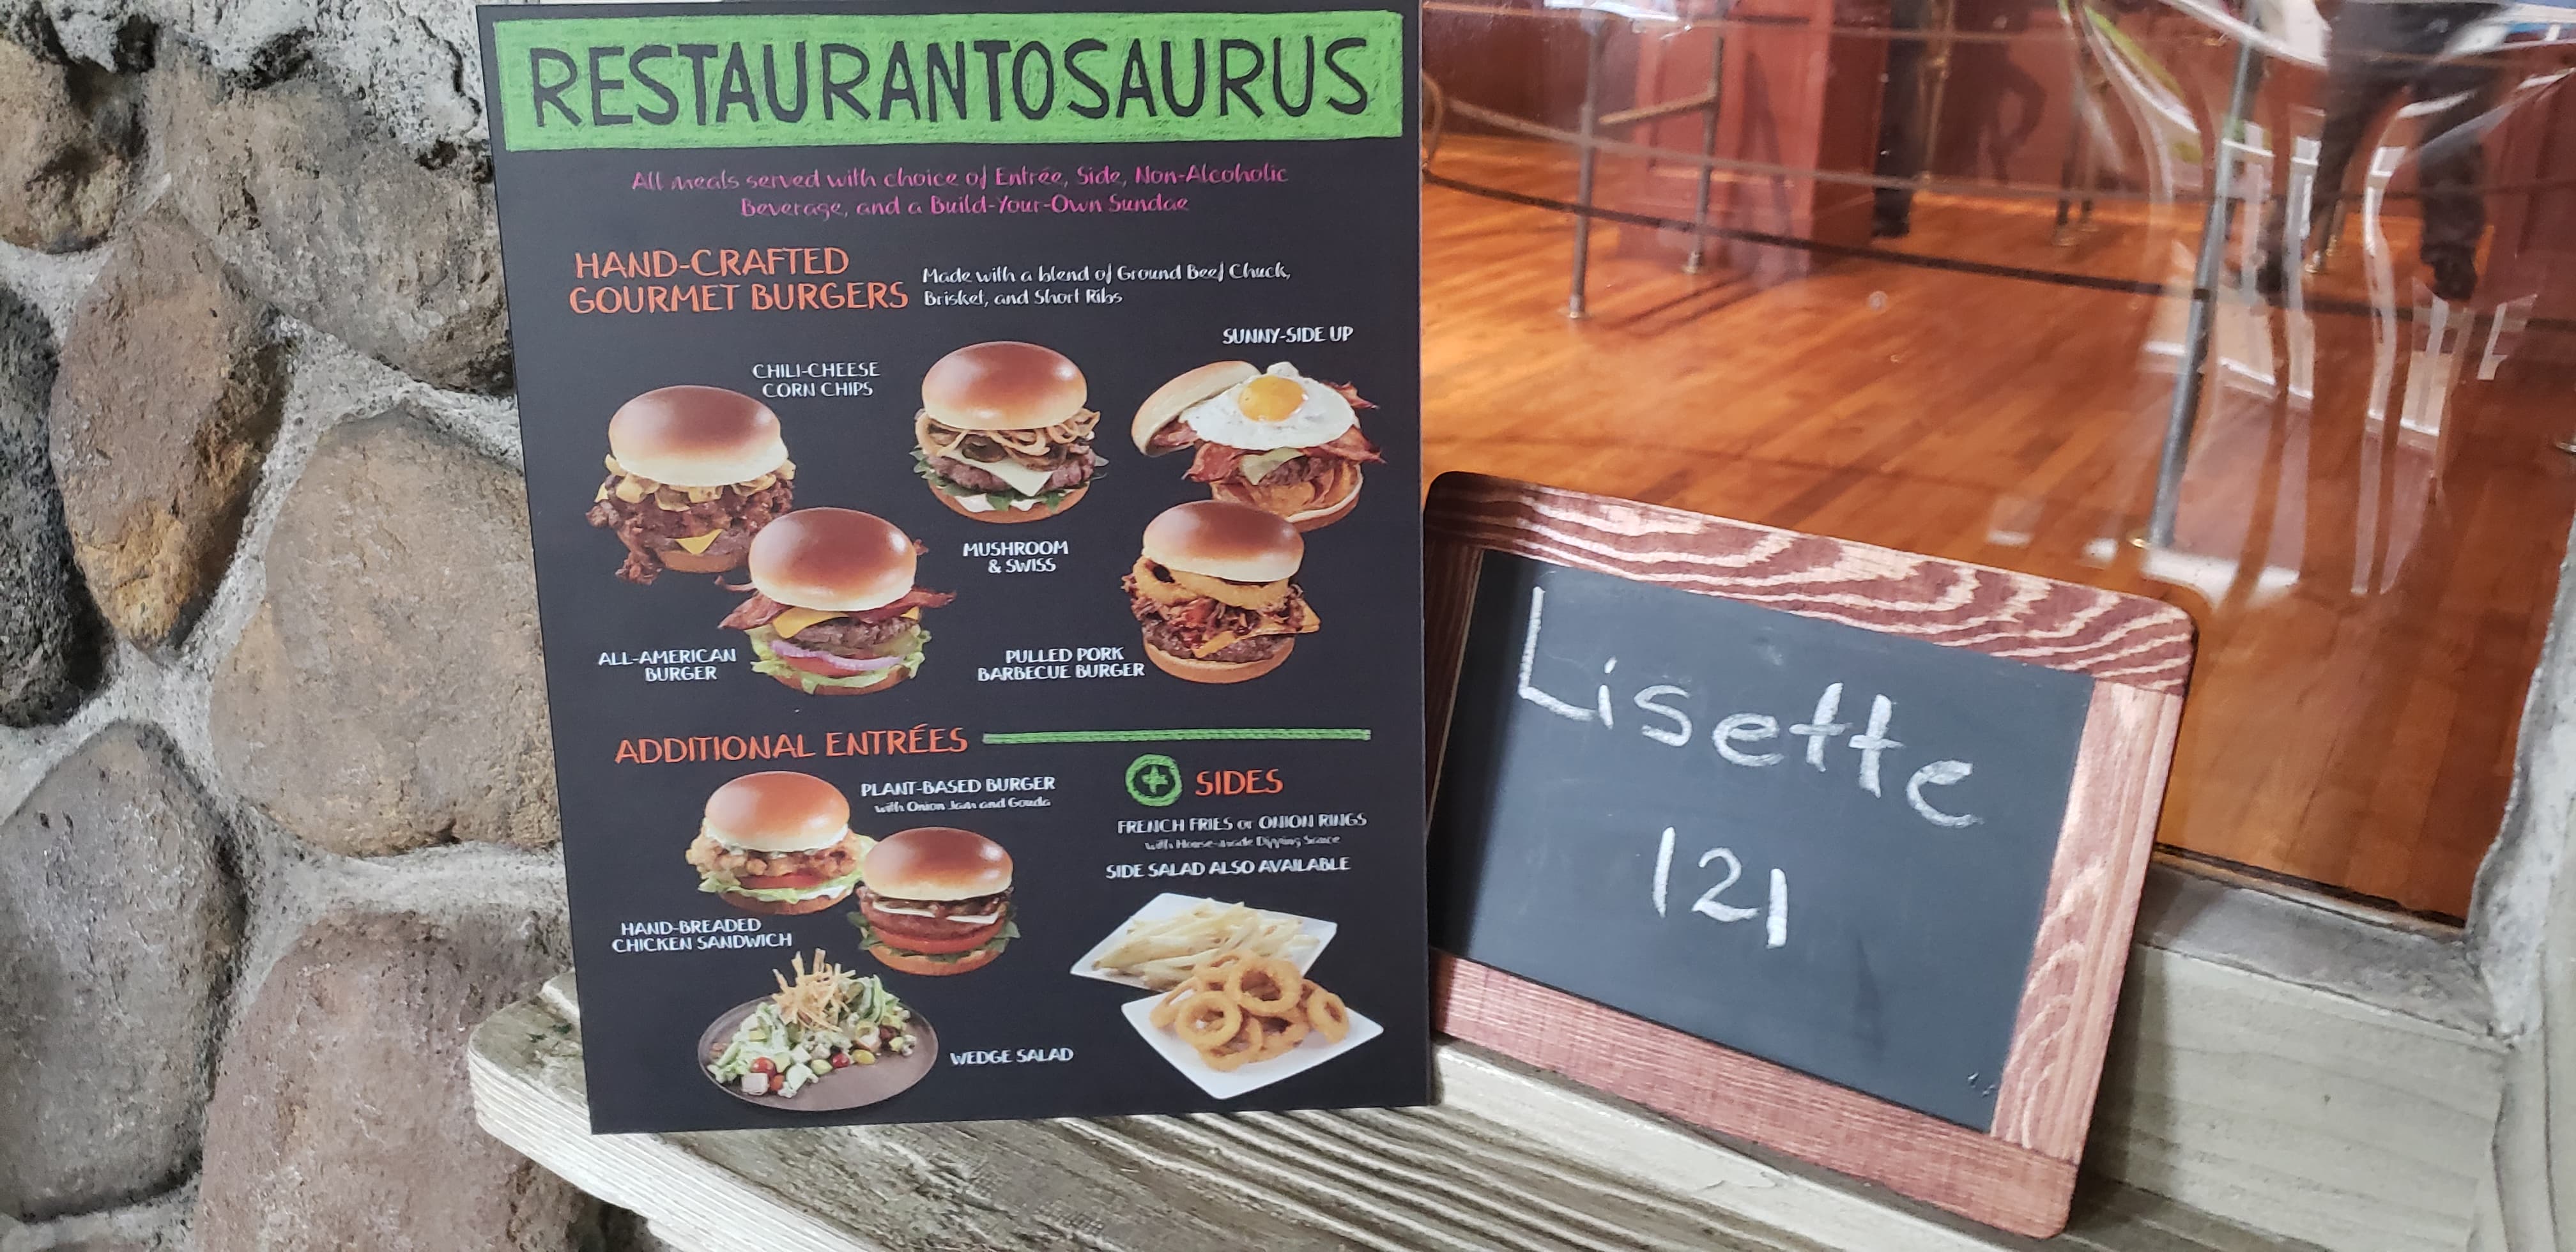 RESTAURANTOSAURUS
All meals served with choice of Entrée, Side, Non-Alcoholic
Beverage, and a Build-Your-Own Sundae
HAND-CRAFTED
GOURMET BURGERS
Made with a blend of Ground Beef Chuck,
Brisket, and Short Ribs
SUNNY-SIDE UP
CHILI-CHEESE
CORN CHIPS
MUSHROOM
& SWISS
ALL-AMERICAN
BURGER
PULLED PORK
BARBECUE BURGER
ADDITIONAL ENTRÉES
PLANT-BASED BURGER
with Onion Jam and Gouda
HAND-BREADED
CHICKEN SANDWICH
WEDGE SALAD
+ SIDES
FRENCH FRIES or ONION RINGS
with House-made Dipping Sauce
SIDE SALAD ALSO AVAILABLE
Lisette
121